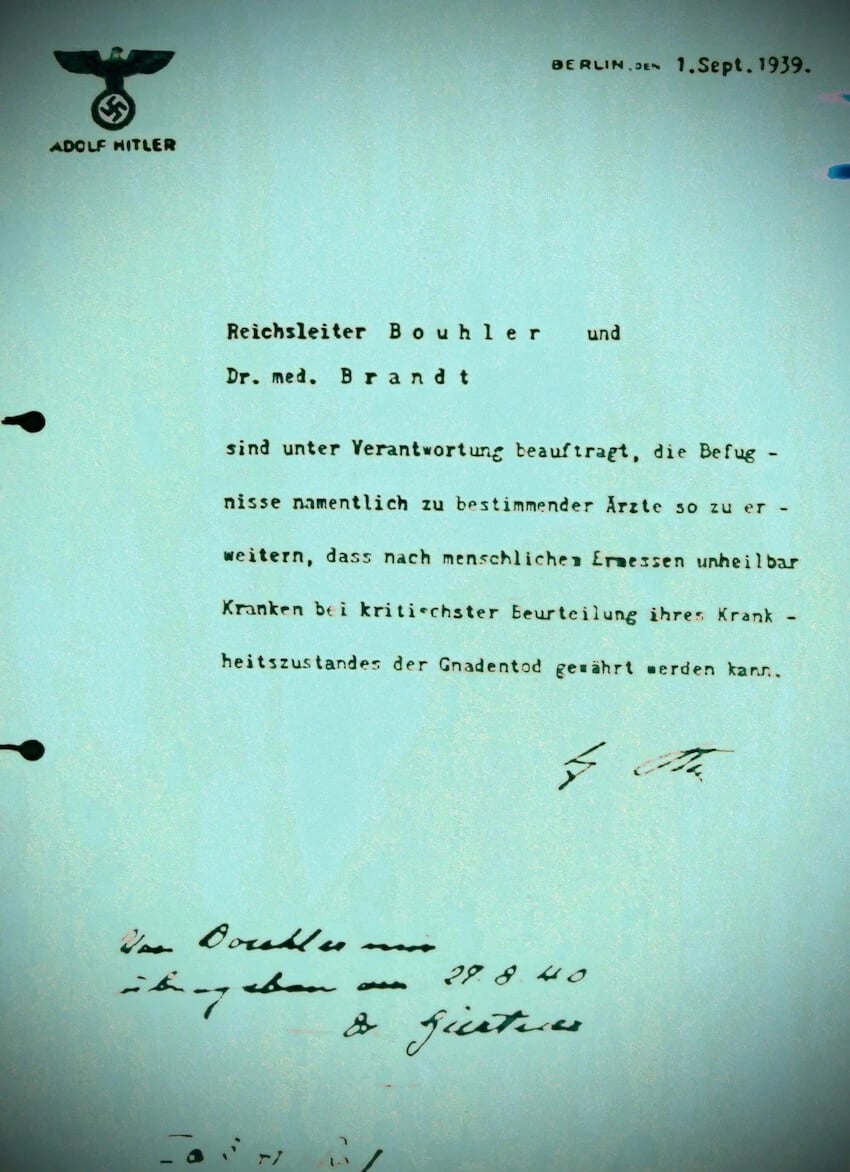 ADOLF HITLER
BERLIN, DEN 1.Sept.1939.
Reichsleiter Bouhler und
Dr. med. Brandt
sind unter Verantwortung beauftragt, die Befug -
nisse namentlich zu bestimmender Ärzte so zu er -
weitern, dass nach menschlichem Ermessen unheilbar
Kranken bei kritischster Beurteilung ihres Krank -
heitszustandes der Gnadentod gewährt werden kann.
Von Bouhler mir
übergeben am 27.8.40
Dr Gürtner